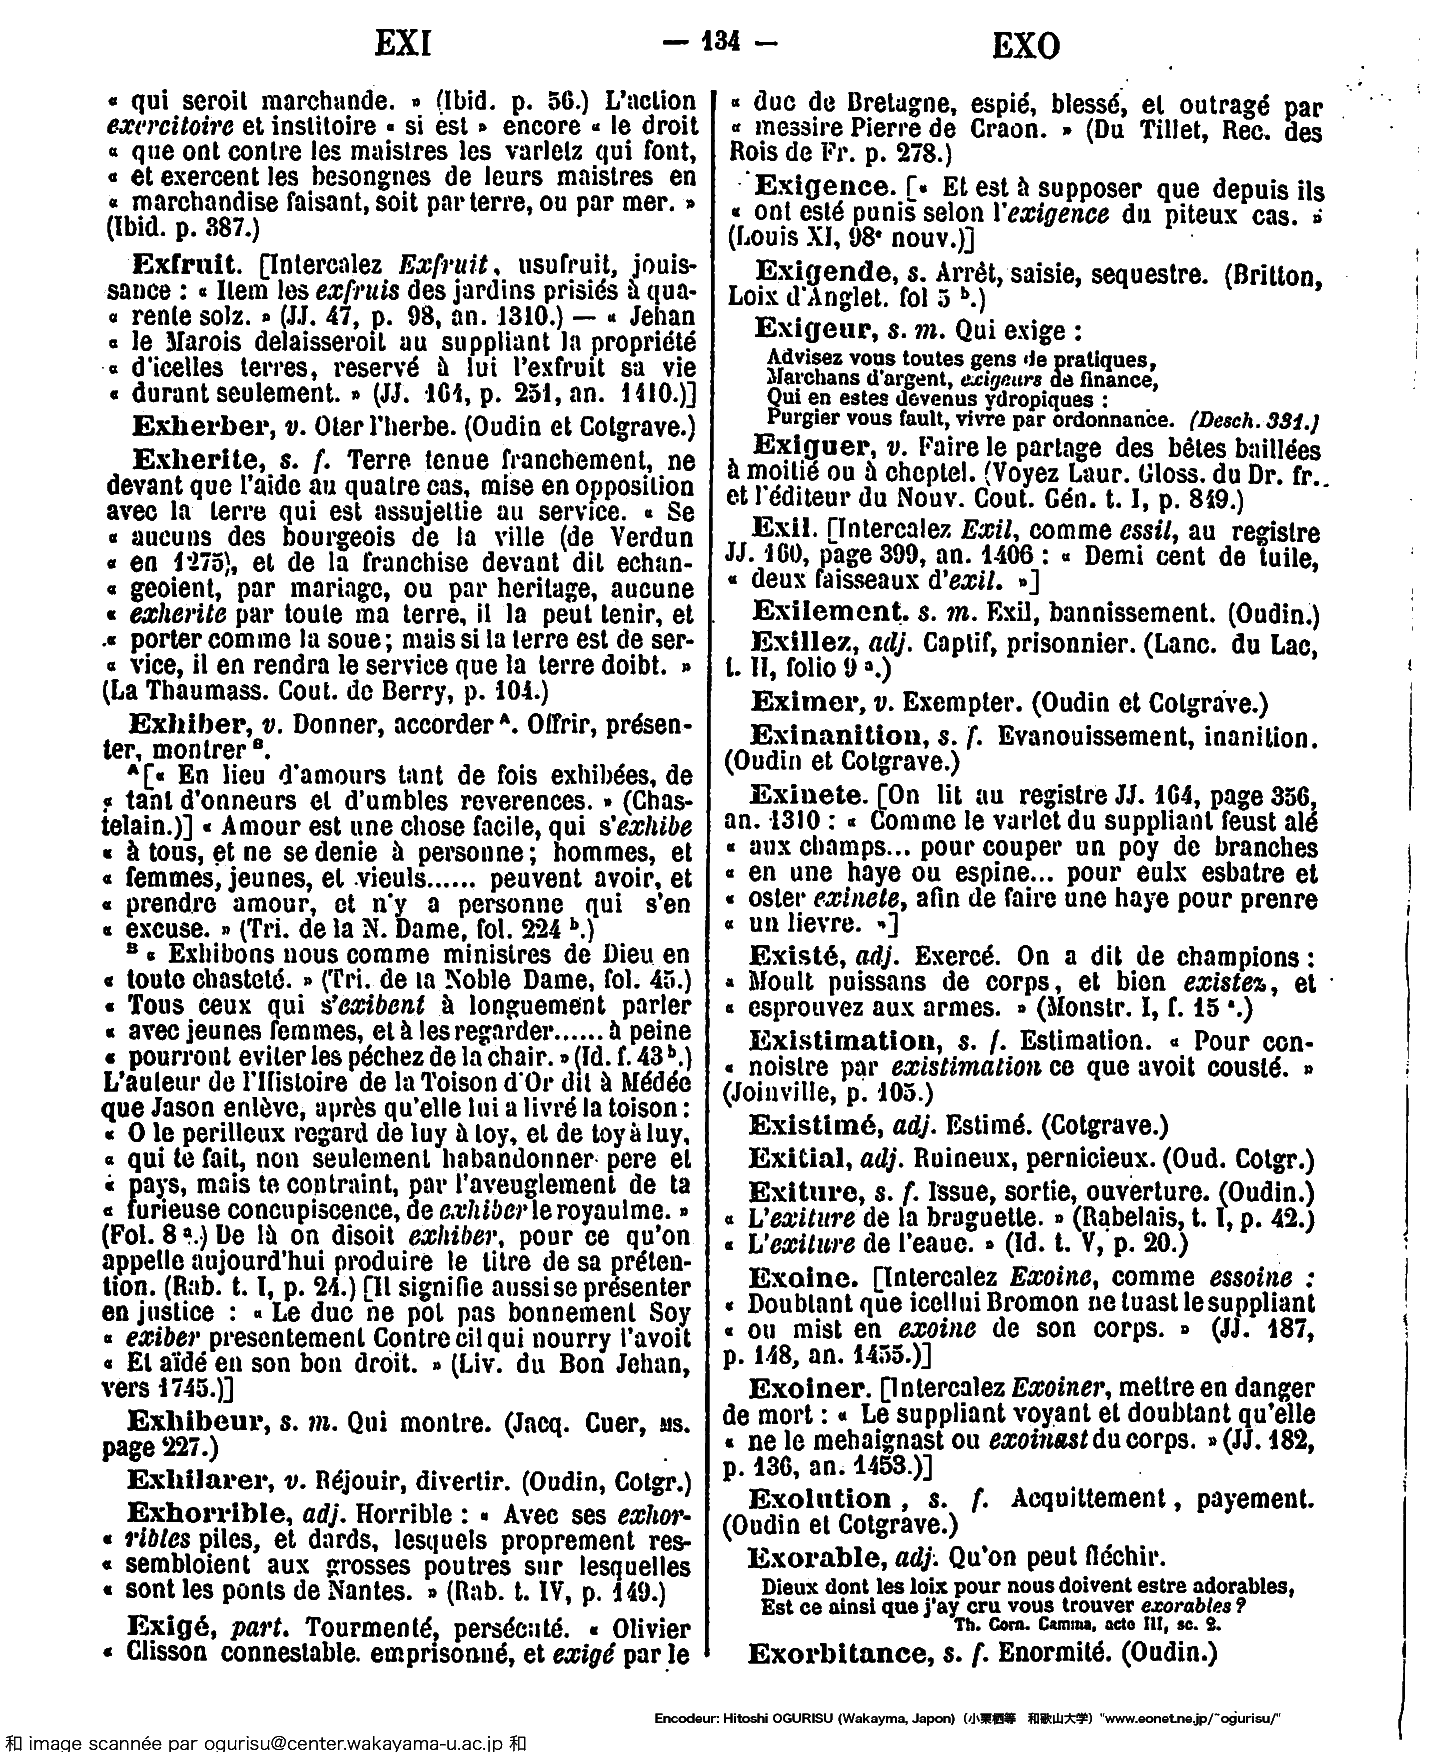 EXI — 134 — EXO
« qui seroit marchande. » (Ibid. p. 56.) L'action
exercitoire et institoire « si est » encore « le droit
« que ont contre les maistres les varletz qui font,
« et exercent les besongnes de leurs maistres en
« marchandise faisant, soit par terre, ou par mer. »
(Ibid. p. 387.)
Exfruit. [Intercalez Exfruit, usufruit, jouis-
sance : « Item les exfruis des jardins prisiés à qua-
« rente solz. » (JJ. 47, p. 98, an. 1310.) — « Jehan
« le Marois delaisseroit au suppliant la propriété
« d'icelles terres, reservé à lui l'exfruit sa vie
« durant seulement. » (JJ. 164, p. 251, an. 1410.)]
Exherber, v. Oter l'herbe. (Oudin et Cotgrave.)
Exherite, s. f. Terre tenue franchement, ne
devant que l'aide au quatre cas, mise en opposition
avec la terre qui est assujettie au service. « Se
« aucuns des bourgeois de la ville (de Verdun
« en 1275), et de la franchise devant dit echan-
« geoient, par mariage, ou par heritage, aucune
« exherite par toute ma terre, il la peut tenir, et
« porter comme la soue ; mais si la terre est de ser-
« vice, il en rendra le service que la terre doibt. »
(La Thaumass. Cout. de Berry, p. 104.)
Exhiber, v. Donner, accorder A. Offrir, présen-
ter, montrer B.
A [« En lieu d'amours tant de fois exhibées, de
« tant d'onneurs et d'umbles reverences. » (Chas-
telain.)] « Amour est une chose facile, qui s'exhibe
« à tous, et ne se denie à personne ; hommes, et
« femmes, jeunes, et vieuls...... peuvent avoir, et
« prendre amour, et n'y a personne qui s'en
« excuse. » (Tri. de la N. Dame, fol. 224 b.)
B « Exhibons nous comme ministres de Dieu en
« toute chasteté. » (Tri. de la Noble Dame, fol. 45.)
« Tous ceux qui s'exibent à longuement parler
« avec jeunes femmes, et à les regarder...... à peine
« pourront eviter les péchez de la chair. » (Id. f. 43 b.)
L'auteur de l'Histoire de la Toison d'Or dit à Médée
que Jason enlève, après qu'elle lui a livré la toison :
« O le perilleux regard de luy à toy, et de toy à luy,
« qui te fait, non seulement habandonner pere et
« pays, mais te contraint, par l'aveuglement de ta
« furieuse concupiscence, de exhiber le royaulme. »
(Fol. 8 a.) De là on disoit exhiber, pour ce qu'on
appelle aujourd'hui produire le titre de sa préten-
tion. (Rab. t. I, p. 24.) [Il signifie aussi se présenter
en justice : « Le duc ne pot pas bonnement Soy
« exiber presentement Contre cil qui nourry l'avoit
« Et aïdé en son bon droit. » (Liv. du Bon Jehan,
vers 1745.)]
Exhibeur, s. m. Qui montre. (Jacq. Cuer, MS.
page 227.)
Exhilarer, v. Réjouir, divertir. (Oudin, Cotgr.)
Exhorrible, adj. Horrible : « Avec ses exhor-
« ribles piles, et dards, lesquels proprement res-
« sembloient aux grosses poutres sur lesquelles
« sont les ponts de Nantes. » (Rab. t. IV, p. 149.)
Exigé, part. Tourmenté, persécuté. « Olivier
« Clisson connestable. emprisonné, et exigé par le
« duc de Bretagne, espié, blessé, et outragé par
« messire Pierre de Craon. » (Du Tillet, Rec. des
Rois de Fr. p. 278.)
Exigence. [« Et est à supposer que depuis ils
« ont esté punis selon l'exigence du piteux cas. »
(Louis XI, 98e nouv.)]
Exigende, s. Arrêt, saisie, sequestre. (Britton,
Loix d'Anglet. fol 5 b.)
Exigeur, s. m. Qui exige :
Advisez vous toutes gens de pratiques,
Marchans d'argent, exigeurs de finance,
Qui en estes devenus ydropiques :
Purgier vous fault, vivre par ordonnance. (Desch. 331.)
Exiguer, v. Faire le partage des bêtes baillées
à moitié ou à cheptel. (Voyez Laur. Gloss. du Dr. fr..
et l'éditeur du Nouv. Cout. Gén. t. I, p. 849.)
Exil. [Intercalez Exil, comme essil, au registre
JJ. 160, page 399, an. 1406 : « Demi cent de tuile,
« deux faisseaux d'exil. »]
Exilement. s. m. Exil, bannissement. (Oudin.)
Exillez, adj. Captif, prisonnier. (Lanc. du Lac,
t. II, folio 9 a.)
Eximer, v. Exempter. (Oudin et Cotgrave.)
Exinanition, s. f. Evanouissement, inanition.
(Oudin et Cotgrave.)
Exinete. [On lit au registre JJ. 164, page 356,
an. 1310 : « Comme le varlet du suppliant feust alé
« aux champs... pour couper un poy de branches
« en une haye ou espine... pour eulx esbatre et
« oster exinete, afin de faire une haye pour prenre
« un lievre. »]
Existé, adj. Exercé. On a dit de champions :
« Moult puissans de corps, et bien existez, et
« esprouvez aux armes. » (Monstr. I, f. 15 a.)
Existimation, s. f. Estimation. « Pour con-
« noistre par existimation ce que avoit cousté. »
(Joinville, p. 105.)
Existimé, adj. Estimé. (Cotgrave.)
Exitial, adj. Ruineux, pernicieux. (Oud. Cotgr.)
Exiture, s. f. Issue, sortie, ouverture. (Oudin.)
« L'exiture de la braguette. » (Rabelais, t. I, p. 42.)
« L'exiture de l'eaue. » (Id. t. V, p. 20.)
Exoine. [Intercalez Exoine, comme essoine :
« Doubtant que icellui Bromon ne tuast le suppliant
« ou mist en exoine de son corps. » (JJ. 187,
p. 148, an. 1455.)]
Exoiner. [Intercalez Exoiner, mettre en danger
de mort : « Le suppliant voyant et doubtant qu'elle
« ne le mehaignast ou exoinast du corps. » (JJ. 182,
p. 136, an. 1453.)]
Exolution , s. f. Acquittement , payement.
(Oudin et Cotgrave.)
Exorable, adj. Qu'on peut fléchir.
Dieux dont les loix pour nous doivent estre adorables,
Est ce ainsi que j'ay cru vous trouver exorables ?
Th. Corn. Camma, acte III, sc. 2.
Exorbitance, s. f. Enormité. (Oudin.)
Encodeur: Hitoshi OGURISU (Wakayma, Japon) (小栗栖等 和歌山大学) "www.eonet.ne.jp/~ogurisu/"
和 image scannée par ogurisu@center.wakayama-u.ac.jp 和